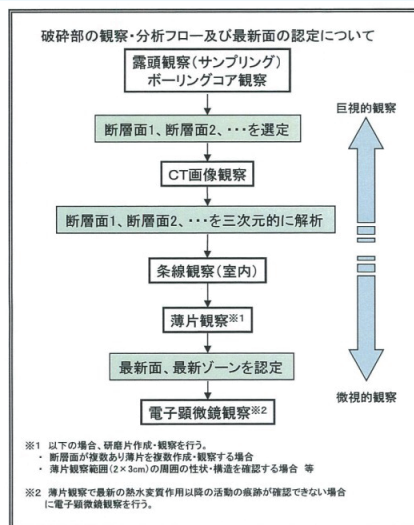 破砕部の観察・分析フロー及び最新面の認定について
露頭観察(サンプリング)
ボーリングコア観察
巨視的観察
断層面1、断層面2、・・・を選定
CT画像観察
断層面1、断層面2、・・・を三次元的に解析
条線観察(室内)
薄片観察※1
最新面、最新ゾーンを認定
微視的観察
電子顕微鏡観察※2
※1 以下の場合、研磨片作成・観察を行う。
・ 断層面が複数あり薄片を複数作成・観察する場合
・ 薄片観察範囲(2×3cm)の周囲の性状・構造を確認する場合 等
※2 薄片観察で最新の熱水変質作用以降の活動の痕跡が確認できない場合
に電子顕微鏡観察を行う。